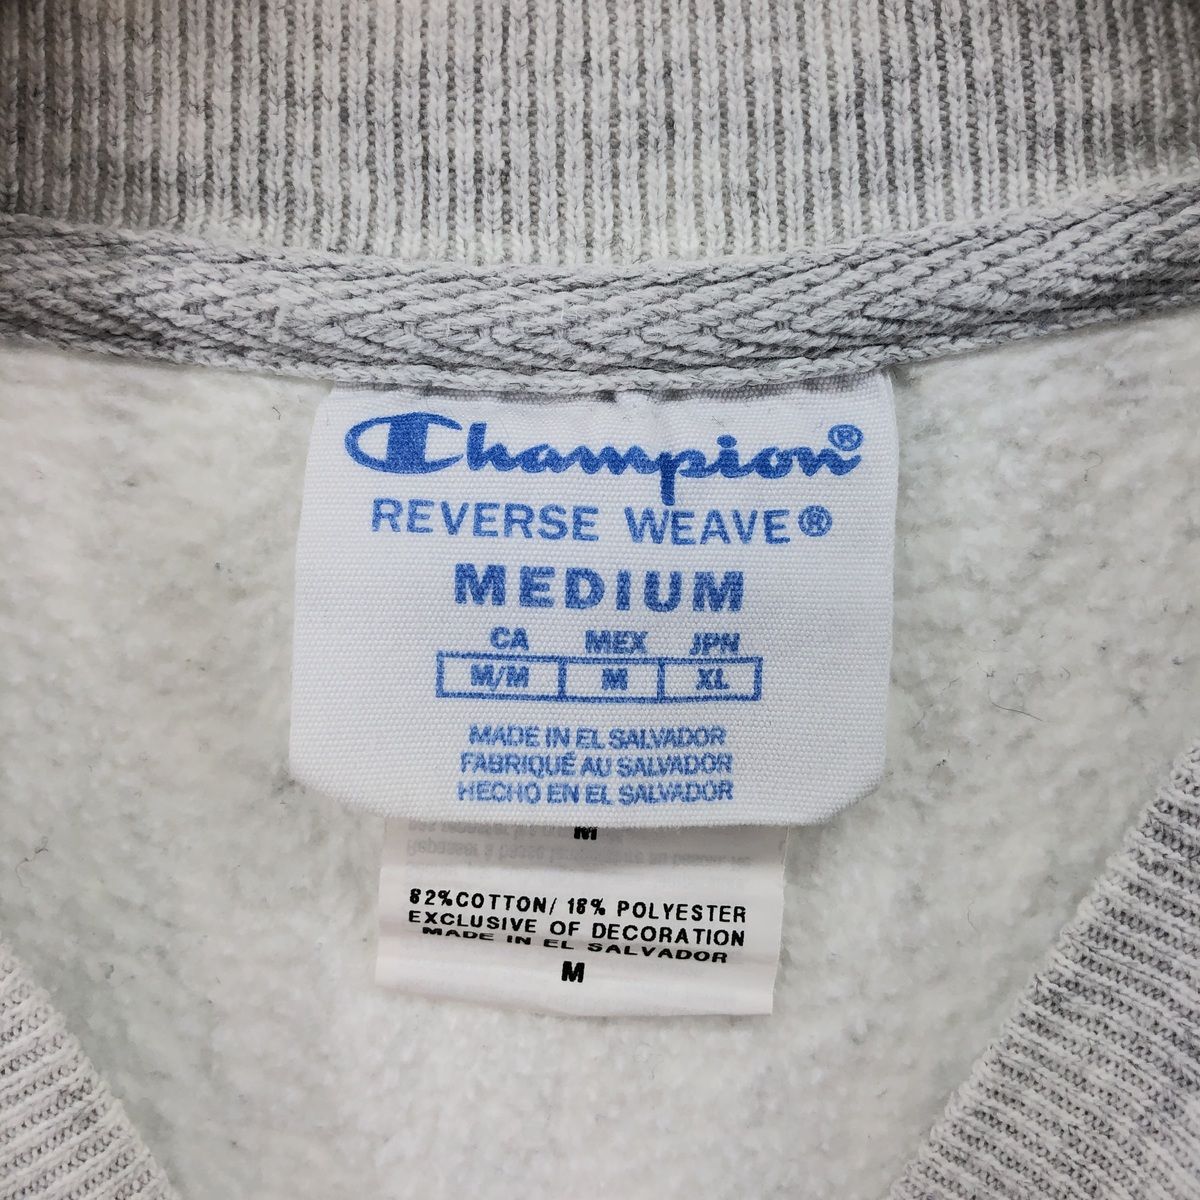 Champion®
REVERSE WEAVE®
MEDIUM
CA MEX JPN
M/M M XL
MADE IN EL SALVADOR
FABRIQUÉ AU SALVADOR
HECHO EN EL SALVADOR
M
82%COTTON/ 18% POLYESTER
EXCLUSIVE OF DECORATION
MADE IN EL SALVADOR
M